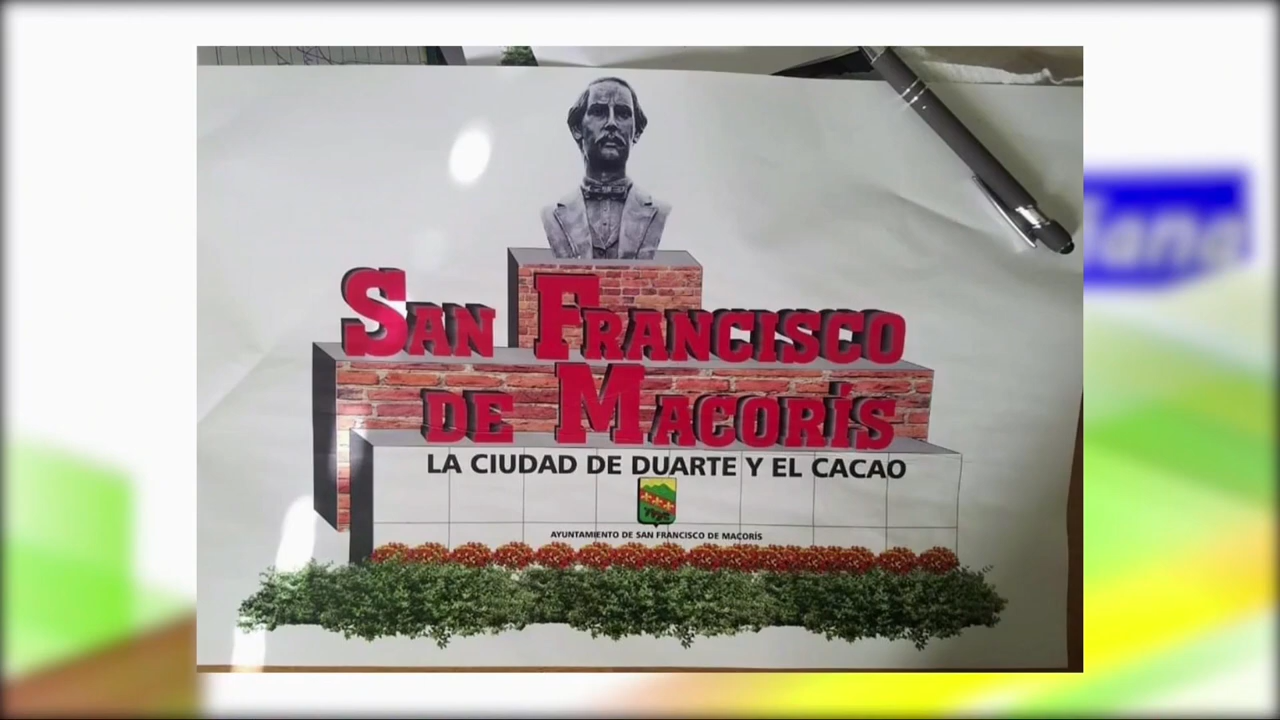 SAN FRANCISCO
DE MACORÍS
LA CIUDAD DE DUARTE Y EL CACAO
AYUNTAMIENTO DE SAN FRANCISCO DE MACORÍS